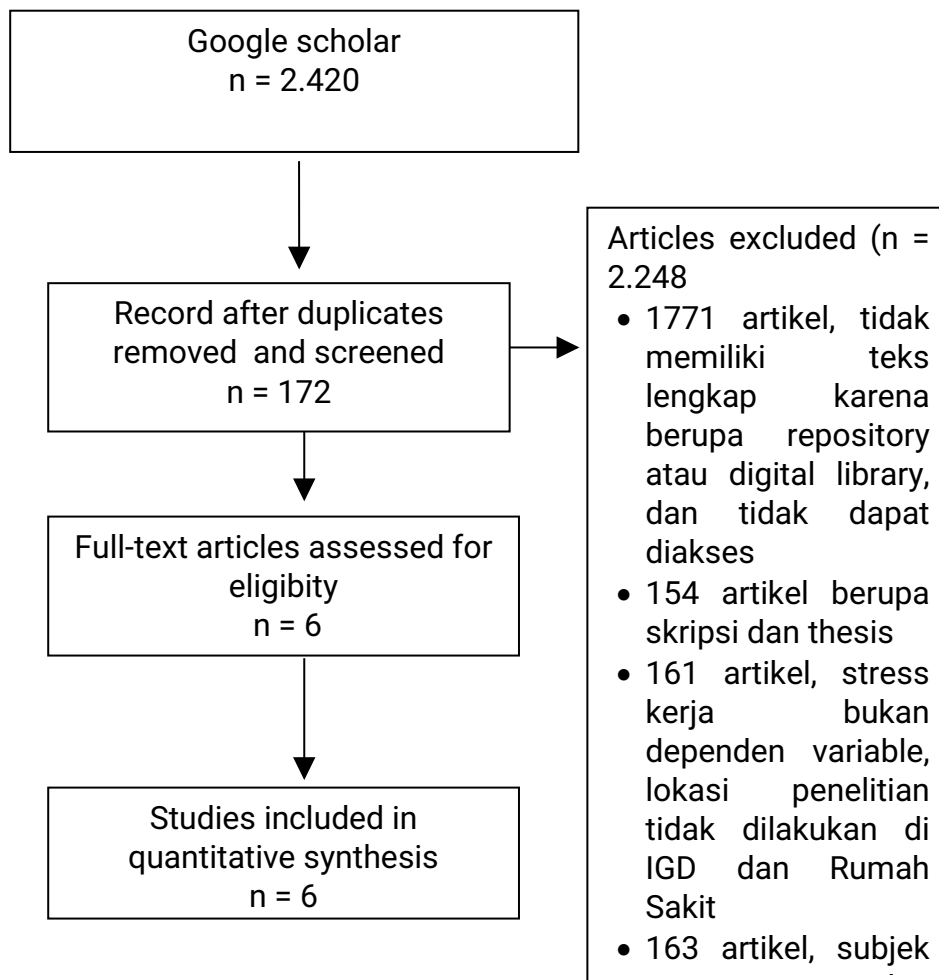 Google scholar
n = 2.420
Record after duplicates
removed and screened
n = 172
Full-text articles assessed for
eligibity
n = 6
Studies included in
quantitative synthesis
n = 6
Articles excluded (n =
2.248
• 1771 artikel, tidak
memiliki teks
lengkap karena
berupa repository
atau digital library,
dan tidak dapat
diakses
• 154 artikel berupa
skripsi dan thesis
• 161 artikel, stress
kerja bukan
dependen variable,
lokasi penelitian
tidak dilakukan di
IGD dan Rumah
Sakit
• 163 artikel, subjek